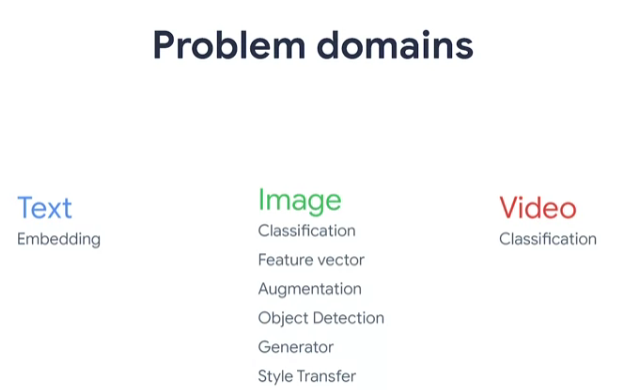 Problem domains
Text
Embedding
Image
Classification
Feature vector
Augmentation
Object Detection
Generator
Style Transfer
Video
Classification